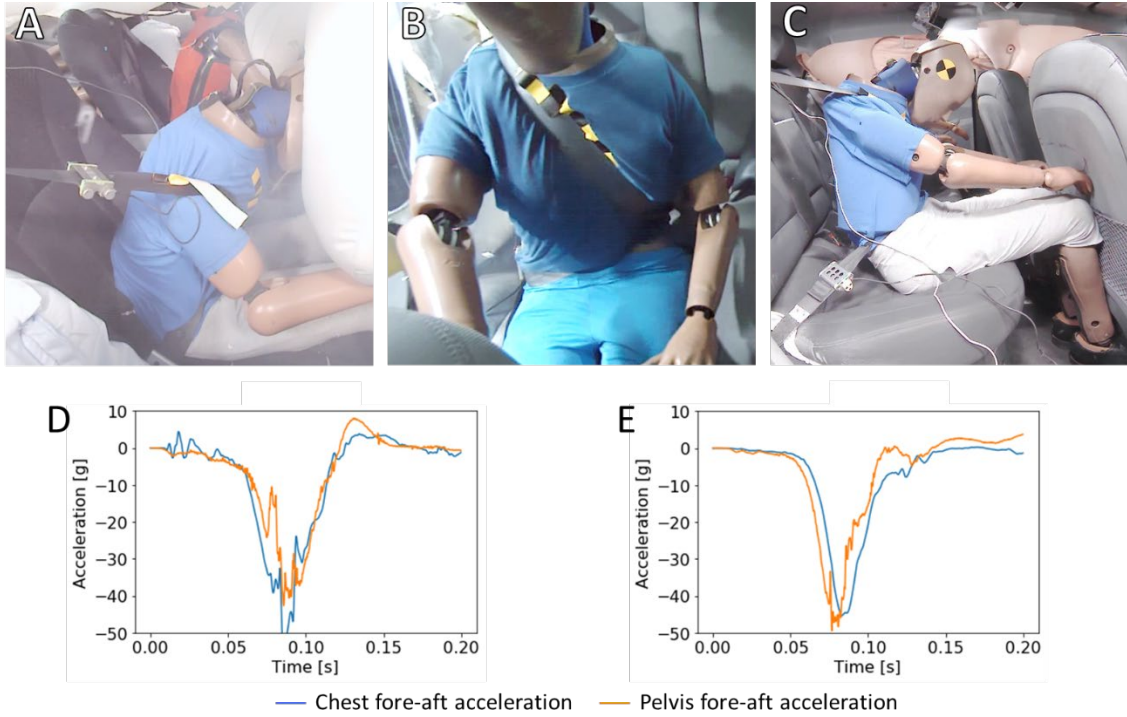 A
B
C
D
10
0
−10
−20
−30
−40
−50
Acceleration [g]
0.00
0.05
0.10
0.15
0.20
Time [s]
E
10
0
−10
−20
−30
−40
−50
Acceleration [g]
0.00
0.05
0.10
0.15
0.20
Time [s]
Chest fore-aft acceleration
Pelvis fore-aft acceleration